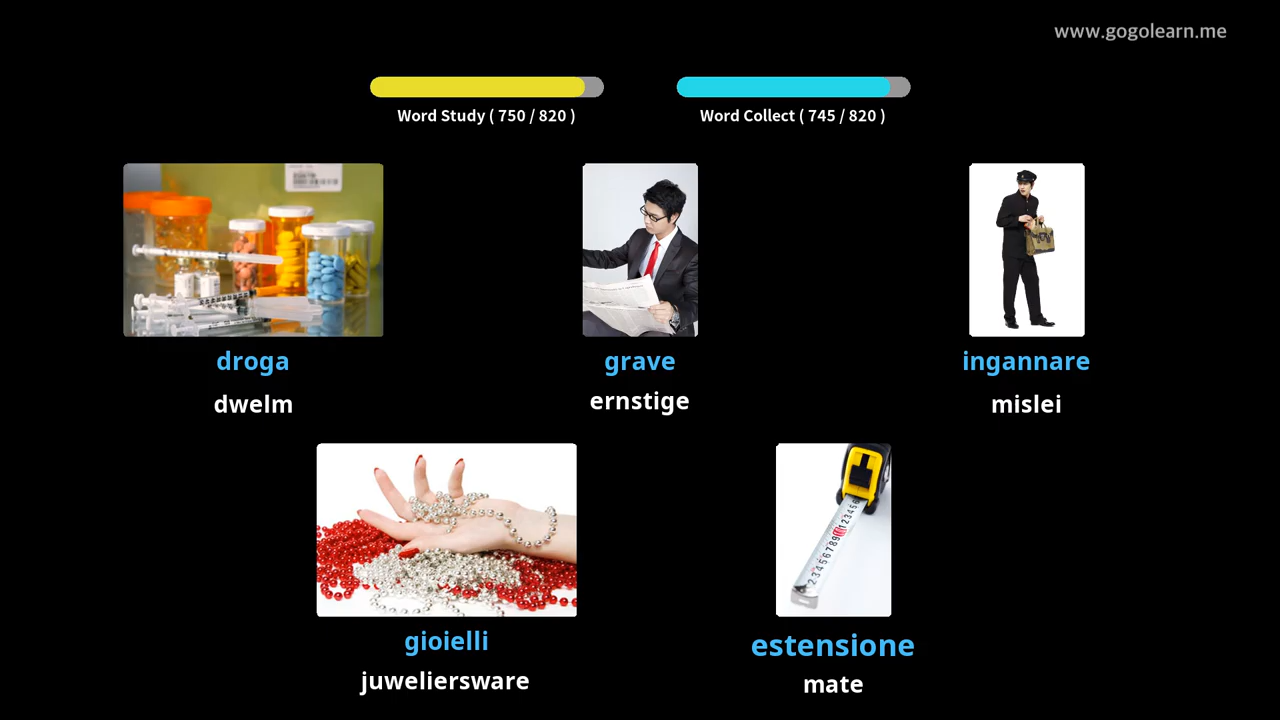 www.gogolearn.me
Word Study ( 750 / 820 )
Word Collect ( 745 / 820 )
droga
grave
ingannare
dwelm
ernstige
mislei
gioielli
estensione
juweliersware
mate